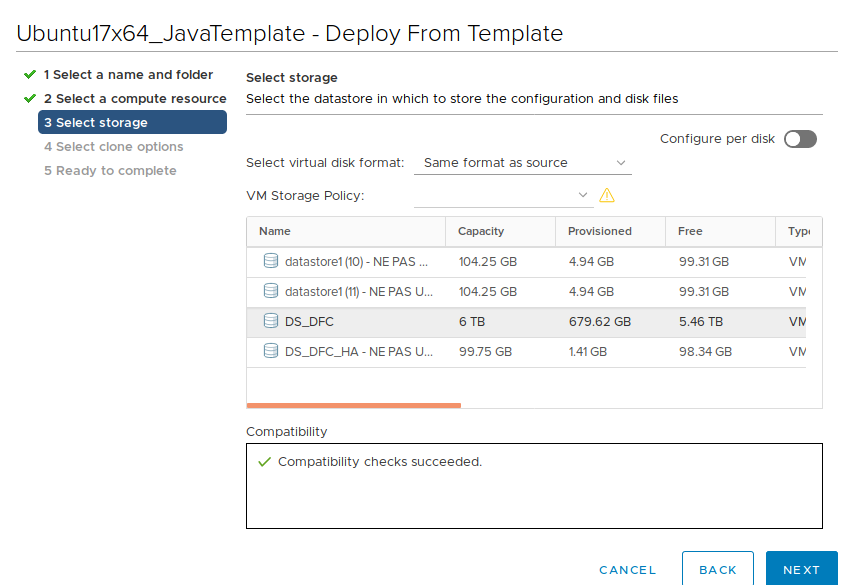 Ubuntu17x64_JavaTemplate - Deploy From Template
1 Select a name and folder
2 Select a compute resource
3 Select storage
4 Select clone options
5 Ready to complete
Select storage
Select the datastore in which to store the configuration and disk files
Configure per disk
Select virtual disk format: Same format as source
VM Storage Policy:
Name Capacity Provisioned Free Type
datastore1 (10) - NE PAS ... 104.25 GB 4.94 GB 99.31 GB VM
datastore1 (11) - NE PAS U... 104.25 GB 4.94 GB 99.31 GB VM
DS_DFC 6 TB 679.62 GB 5.46 TB VM
DS_DFC_HA - NE PAS U... 99.75 GB 1.41 GB 98.34 GB VM
Compatibility
Compatibility checks succeeded.
CANCEL BACK NEXT